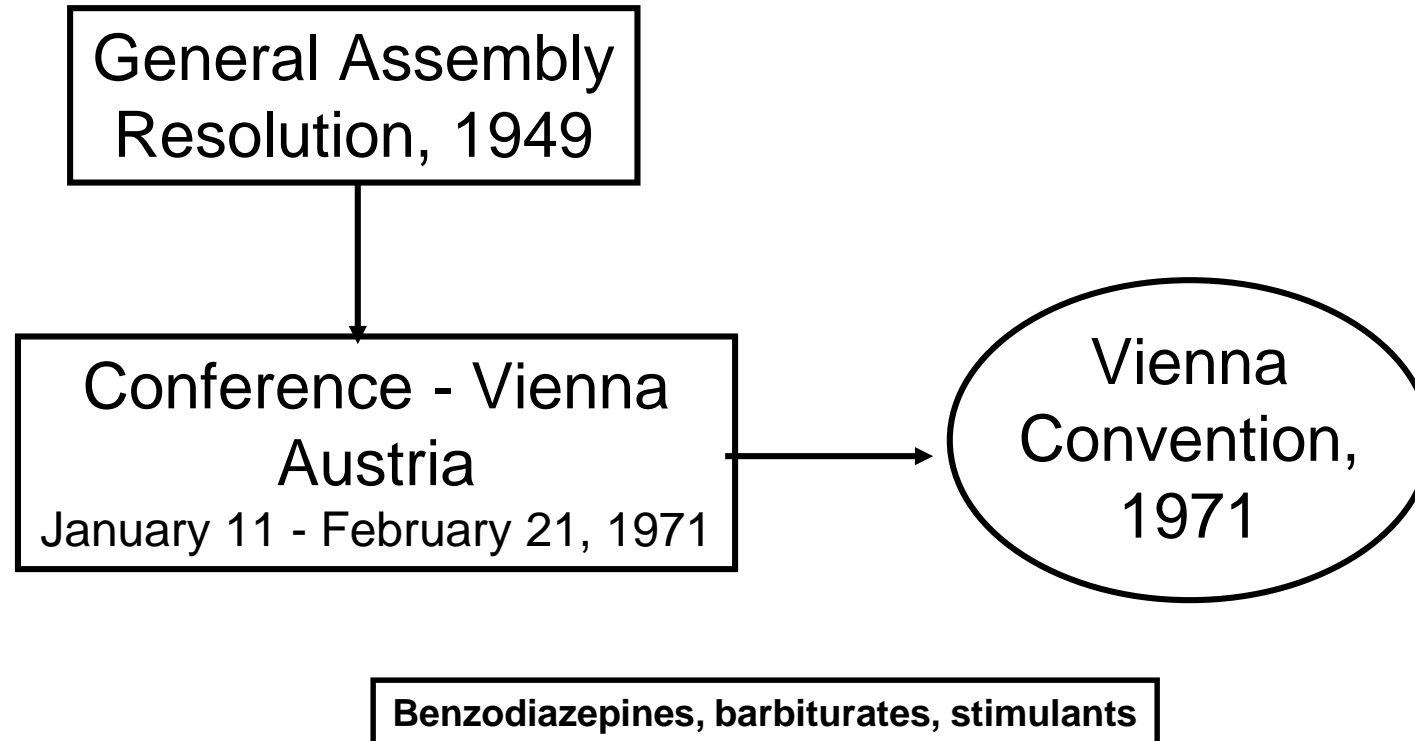 General Assembly
Resolution, 1949
Conference - Vienna
Austria
January 11 - February 21, 1971
Vienna
Convention,
1971
Benzodiazepines, barbiturates, stimulants